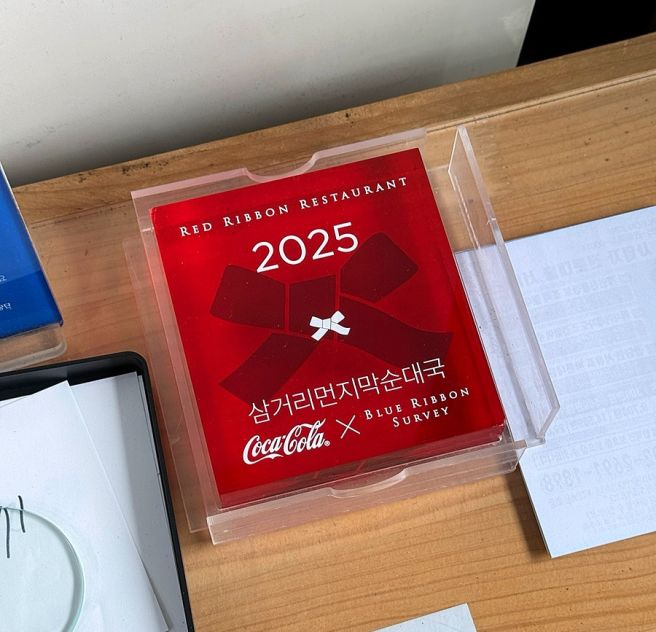 RED RIBBON RESTAURANT
2025
삼거리먼지막순대국
Coca-Cola® × BLUE RIBBON
SURVEY